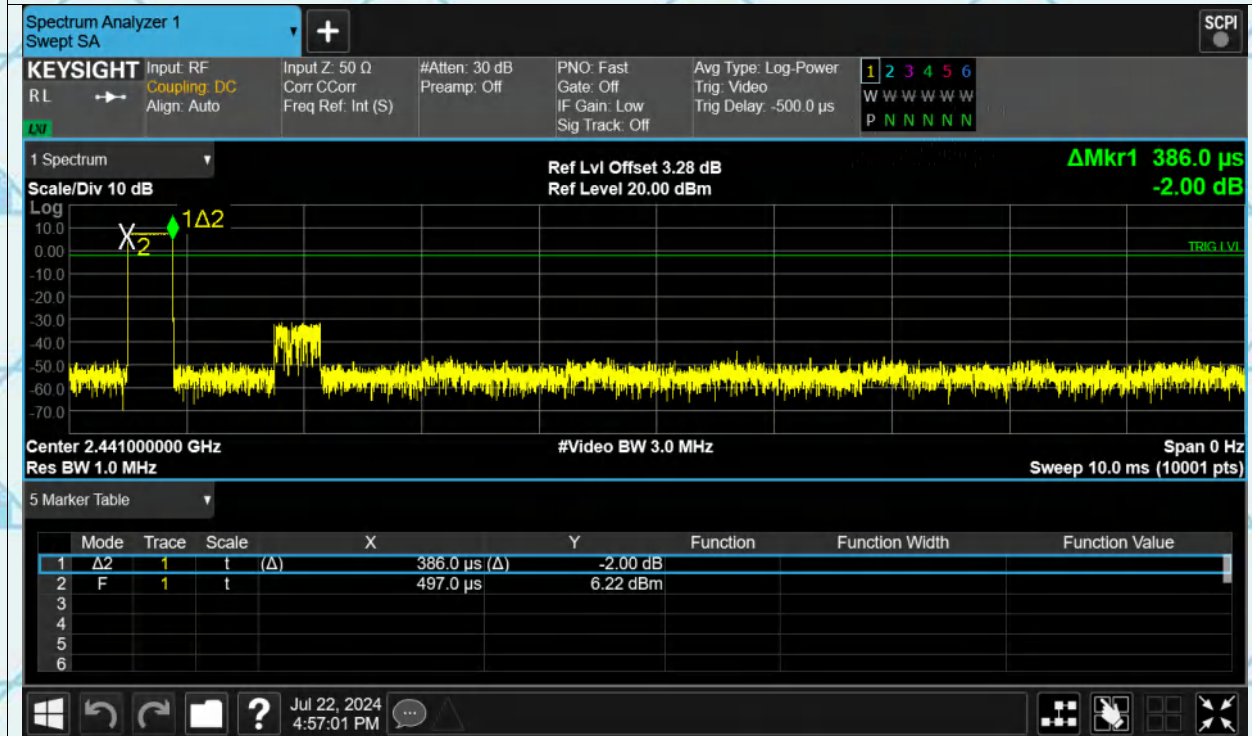 Spectrum Analyzer 1
Swept SA
SCPI
KEYSIGHT
RL
LXI
Input: RF
Coupling: DC
Align: Auto
Input Z: 50 Ω
Corr CCorr
Freq Ref: Int (S)
#Atten: 30 dB
Preamp: Off
PNO: Fast
Gate: Off
IF Gain: Low
Sig Track: Off
Avg Type: Log-Power
Trig: Video
Trig Delay: -500.0 µs
1 2 3 4 5 6
W W W W W W
P N N N N N
1 Spectrum
Scale/Div 10 dB
Ref Lvl Offset 3.28 dB
Ref Level 20.00 dBm
ΔMkr1 386.0 µs
-2.00 dB
Log
10.0
0.00
-10.0
-20.0
-30.0
-40.0
-50.0
-60.0
-70.0
X2
1Δ2
TRIG LVL
Center 2.441000000 GHz
#Video BW 3.0 MHz
Span 0 Hz
Res BW 1.0 MHz
Sweep 10.0 ms (10001 pts)
5 Marker Table
Mode Trace Scale X Y Function Function Width Function Value
1 Δ2 1 t (Δ) 386.0 µs (Δ) -2.00 dB
2 F 1 t 497.0 µs 6.22 dBm
3
4
5
6
?
Jul 22, 2024
4:57:01 PM